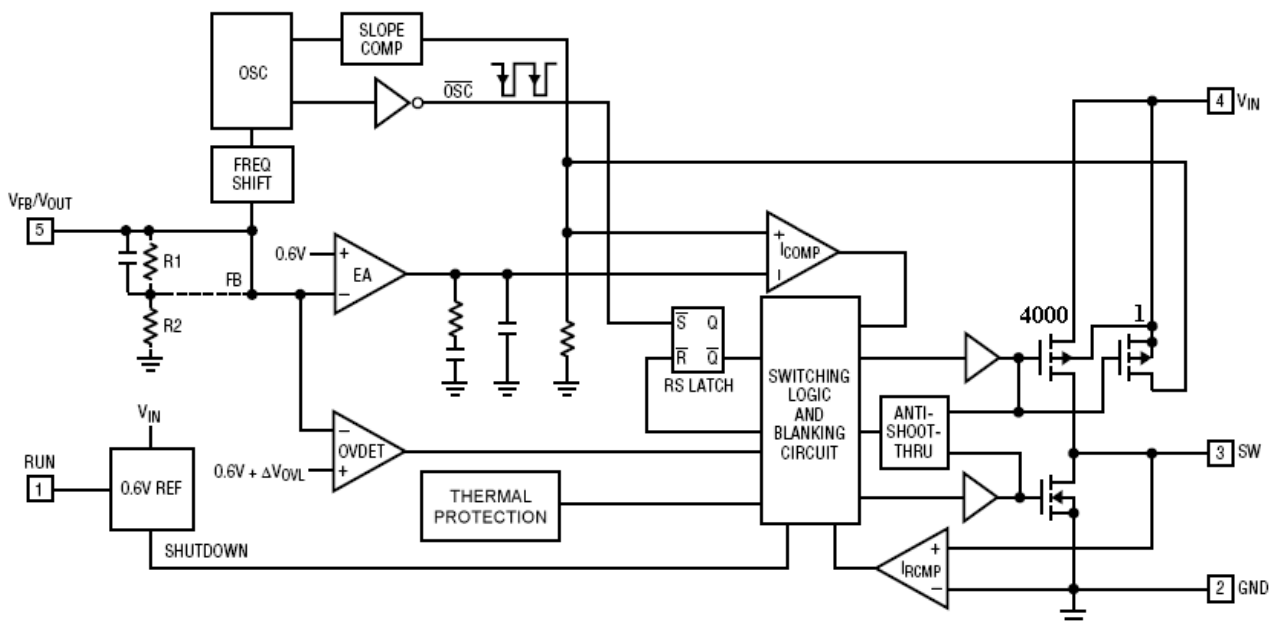 OSC
SLOPE
COMP
OSC
FREQ
SHIFT
4
VIN
VFB/VOUT
5
R1
FB
R2
0.6V
+
EA
−
+
ICOMP
−
S Q
R Q
RS LATCH
SWITCHING
LOGIC
AND
BLANKING
CIRCUIT
4000
1
ANTI-
SHOOT-
THRU
3
SW
VIN
RUN
1
0.6V REF
−
OVDET
0.6V + ΔVOVL
+
THERMAL
PROTECTION
SHUTDOWN
+
IRCMP
−
2
GND